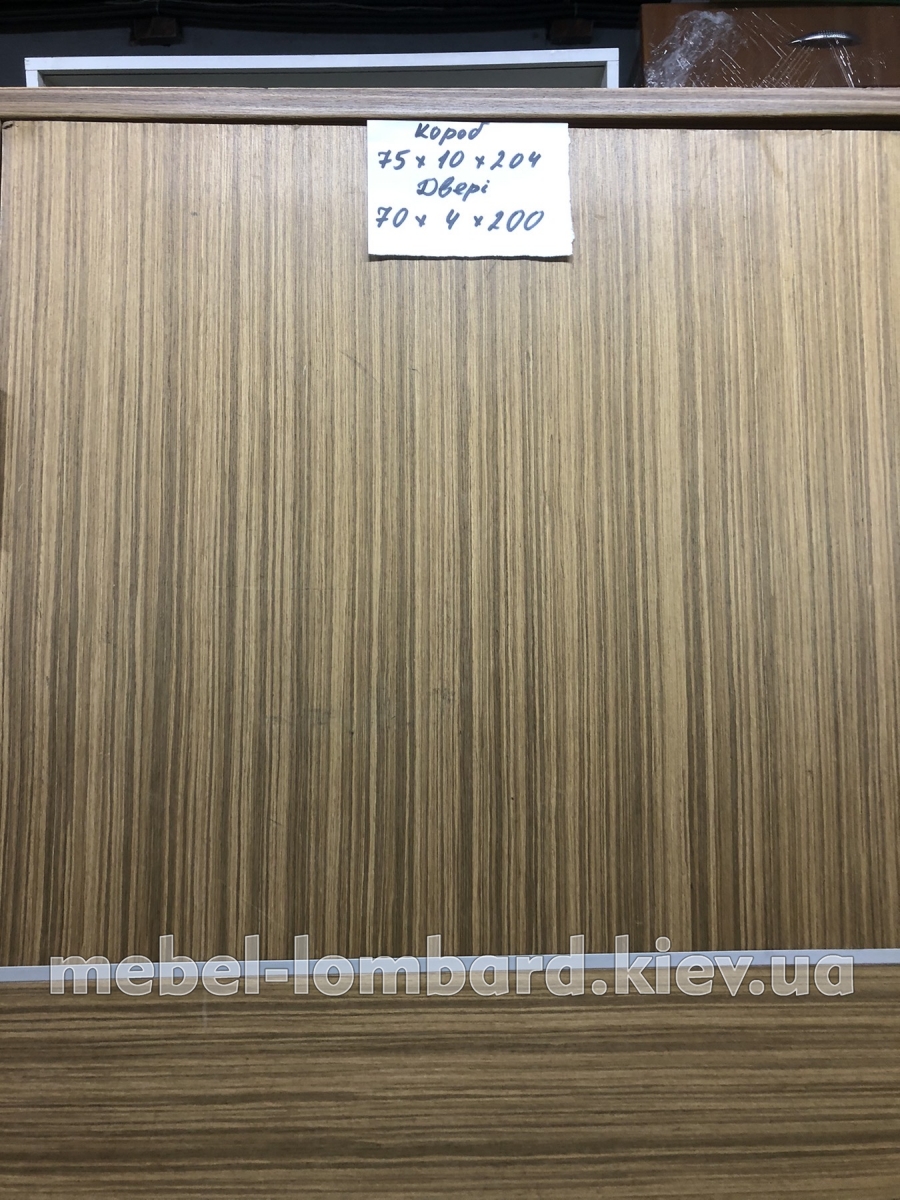 Короб
75 x 10 x 204
Двері
70 x 4 x 200
mebel-lombard.kiev.ua